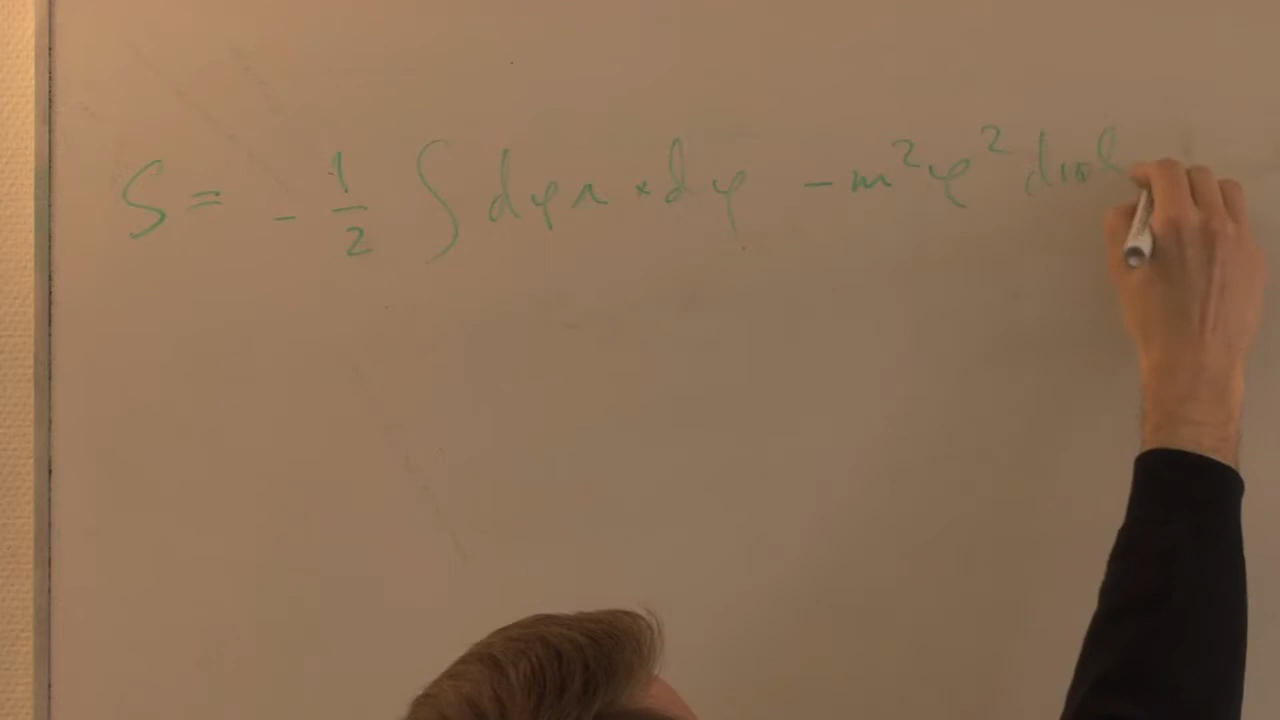 S = - 1/2 ∫ dφ ∧ *dφ - m²φ² dvol